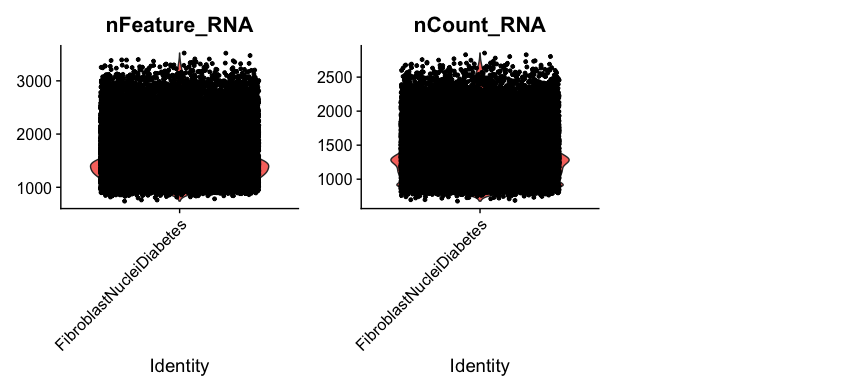 nFeature_RNA
3000
2000
1000
FibroblastNucleiDiabetes
Identity
nCount_RNA
2500
2000
1500
1000
FibroblastNucleiDiabetes
Identity